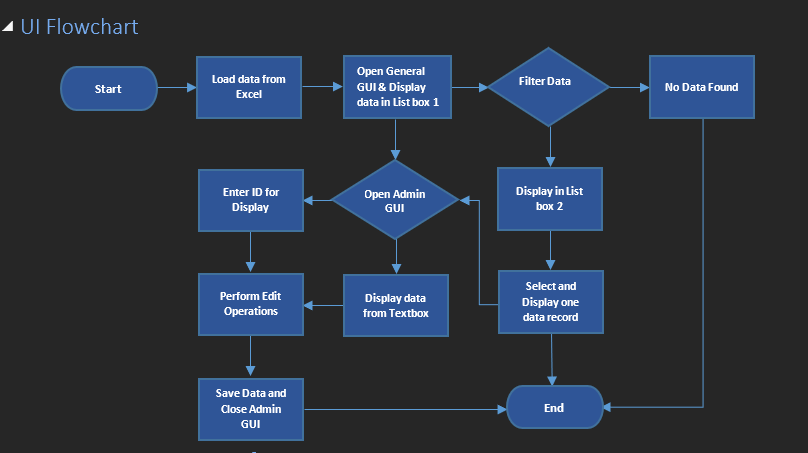 UI Flowchart
Start
Load data from
Excel
Open General
GUI & Display
data in List box 1
Filter Data
No Data Found
Enter ID for
Display
Open Admin
GUI
Display in List
box 2
Perform Edit
Operations
Display data
from Textbox
Select and
Display one
data record
Save Data and
Close Admin
GUI
End